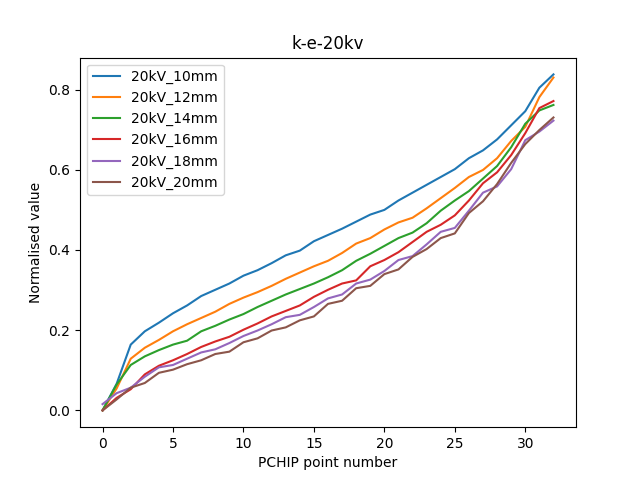 k-e-20kv
20kV_10mm
20kV_12mm
20kV_14mm
20kV_16mm
20kV_18mm
20kV_20mm
Normalised value
0.8
0.6
0.4
0.2
0.0
0 5 10 15 20 25 30
PCHIP point number